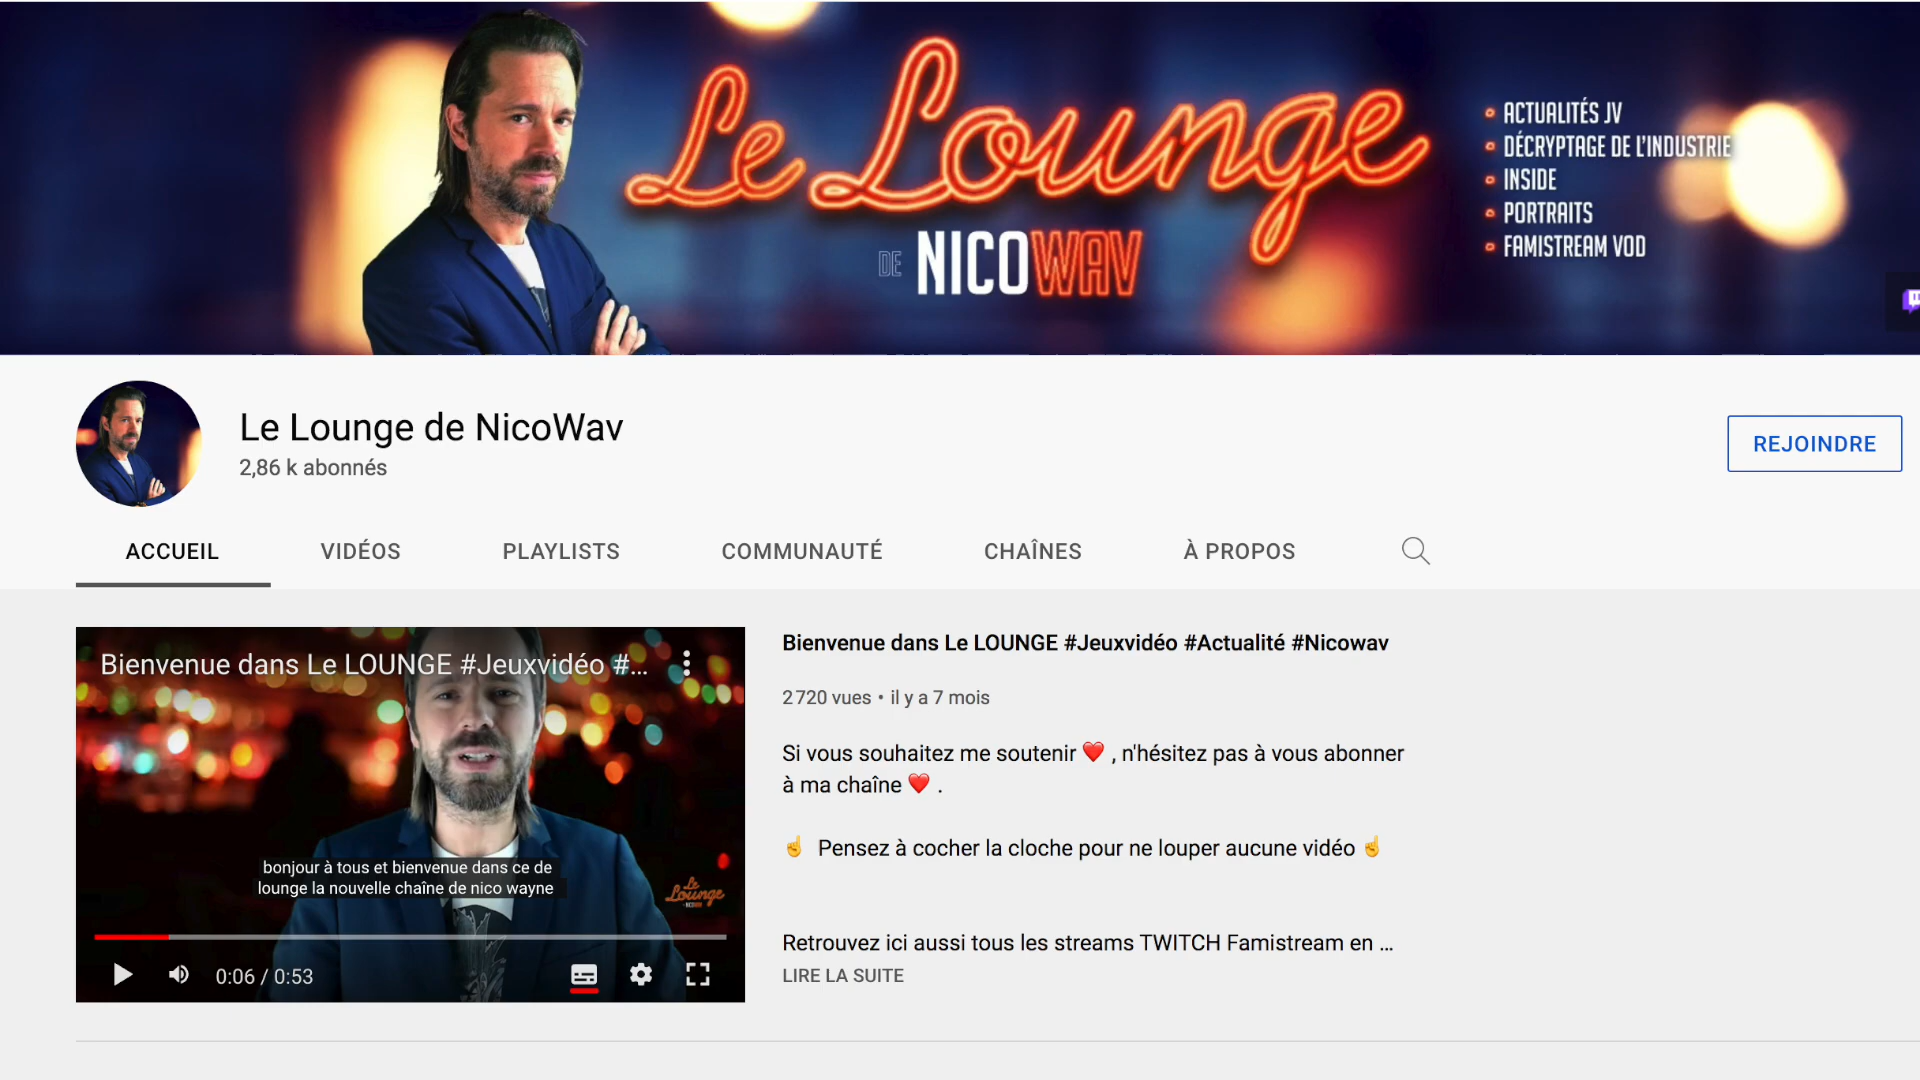 Le Lounge
DE NICOWAV
ACTUALITÉS JV
DÉCRYPTAGE DE L'INDUSTRIE
INSIDE
PORTRAITS
FAMISTREAM VOD
Le Lounge de NicoWav
2,86 k abonnés
REJOINDRE
ACCUEIL VIDÉOS PLAYLISTS COMMUNAUTÉ CHAÎNES À PROPOS
Bienvenue dans Le LOUNGE #Jeuxvidéo #...
bonjour à tous et bienvenue dans ce de
lounge la nouvelle chaîne de nico wayne
Le Lounge
NICOWAV
0:06 / 0:53
Bienvenue dans Le LOUNGE #Jeuxvidéo #Actualité #Nicowav
2 720 vues • il y a 7 mois
Si vous souhaitez me soutenir ❤️ , n'hésitez pas à vous abonner
à ma chaîne ❤️ .
☝️ Pensez à cocher la cloche pour ne louper aucune vidéo ☝️
Retrouvez ici aussi tous les streams TWITCH Famistream en ...
LIRE LA SUITE